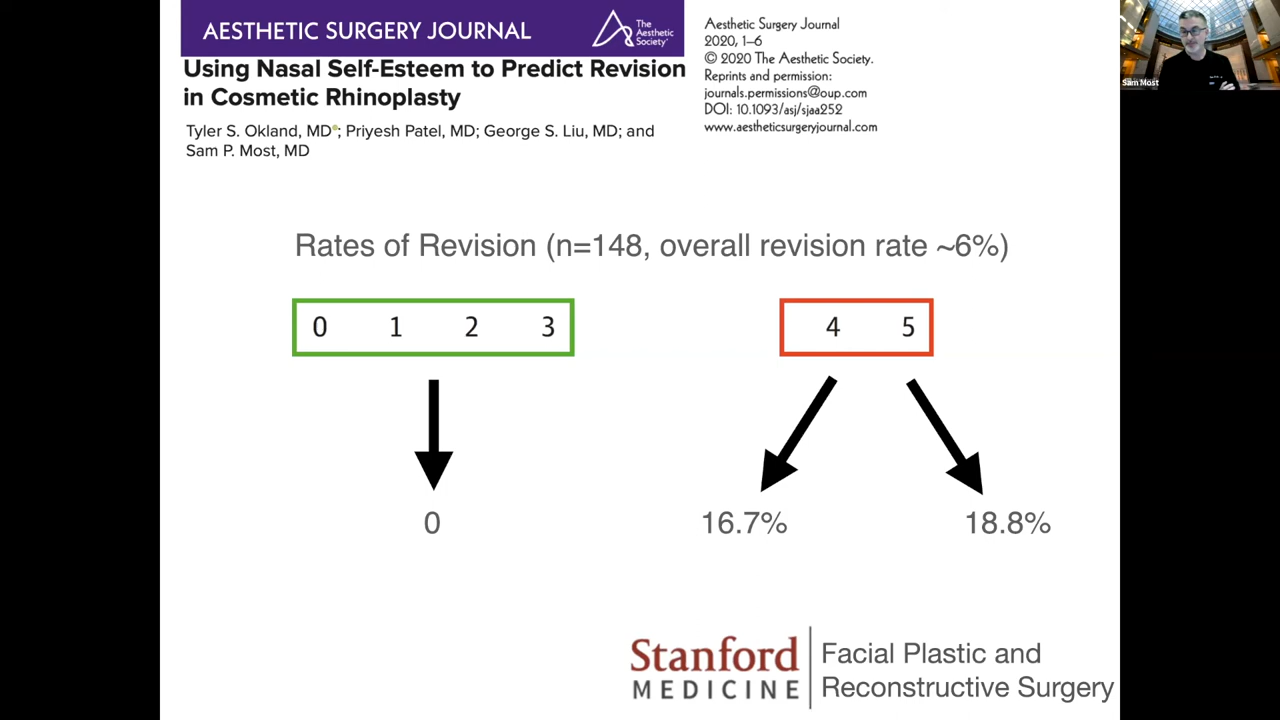 AESTHETIC SURGERY JOURNAL
The
Aesthetic
Society
Using Nasal Self-Esteem to Predict Revision
in Cosmetic Rhinoplasty
Tyler S. Okland, MD; Priyesh Patel, MD; George S. Liu, MD; and
Sam P. Most, MD
Aesthetic Surgery Journal
2020, 1–6
© 2020 The Aesthetic Society.
Reprints and permission:
journals.permissions@oup.com
DOI: 10.1093/asj/sjaa252
www.aestheticsurgeryjournal.com
Sam Most
Rates of Revision (n=148, overall revision rate ~6%)
0 1 2 3
4 5
0
16.7% 18.8%
Stanford
MEDICINE
Facial Plastic and
Reconstructive Surgery